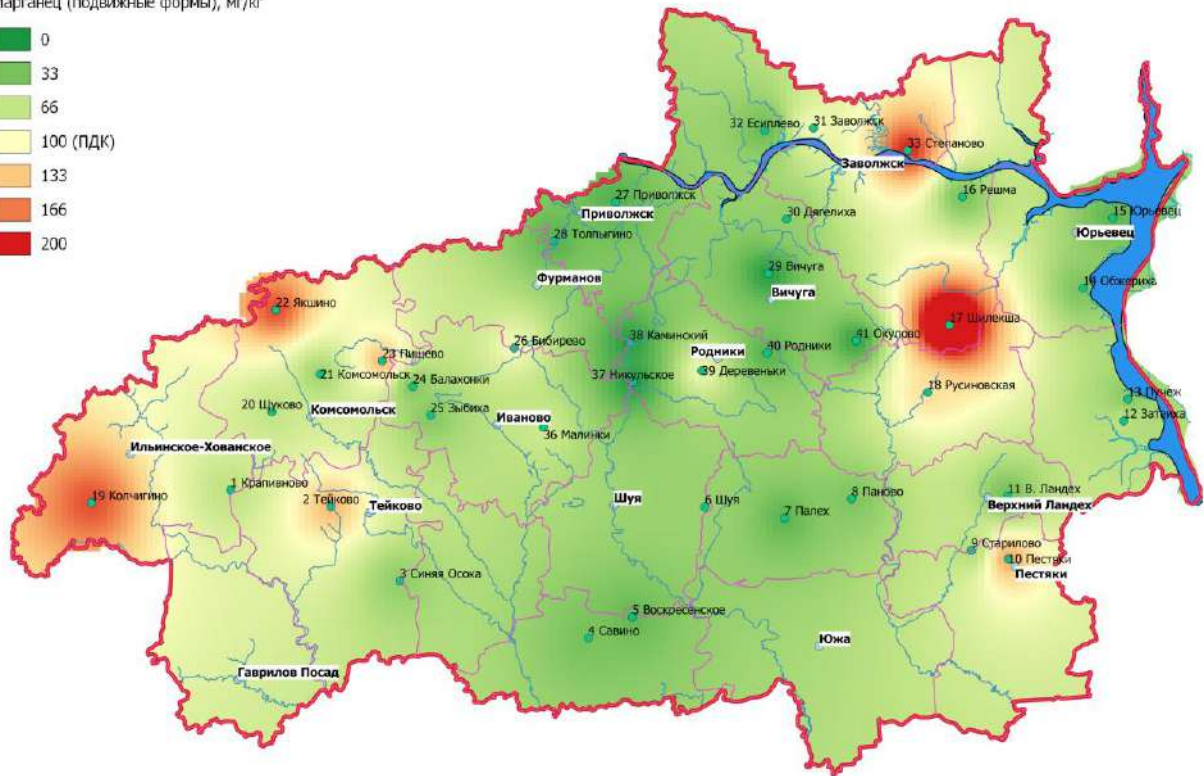 марганец (подвижные формы), мг/кг
0
33
66
100 (ПДК)
133
166
200
32 Есиплево
31 Заволжск
33 Степаново
Заволжск
16 Решма
27 Приволжск
Приволжск
30 Дягелиха
15 Юрьевец
Юрьевец
28 Толпыгино
29 Вичуга
Фурманов
14 Обжериха
Вичуга
22 Якшино
17 Шилекша
26 Бибирево
38 Каминский
41 Окулово
Родники
40 Родники
23 Пищево
39 Деревеньки
21 Комсомольск
24 Балахонки
37 Никульское
18 Русиновская
13 Пучеж
20 Щуково
Комсомольск
25 Зыбиха
Иваново
12 Затеиха
36 Малинки
Ильинское-Хованское
1 Крапивново
19 Колчигино
2 Тейково
Тейково
Шуя
6 Шуя
8 Паново
11 В. Ландех
Верхний Ландех
7 Палех
9 Старилово
10 Пестяки
Пестяки
3 Синяя Осока
5 Воскресенское
4 Савино
Южа
Гаврилов Посад